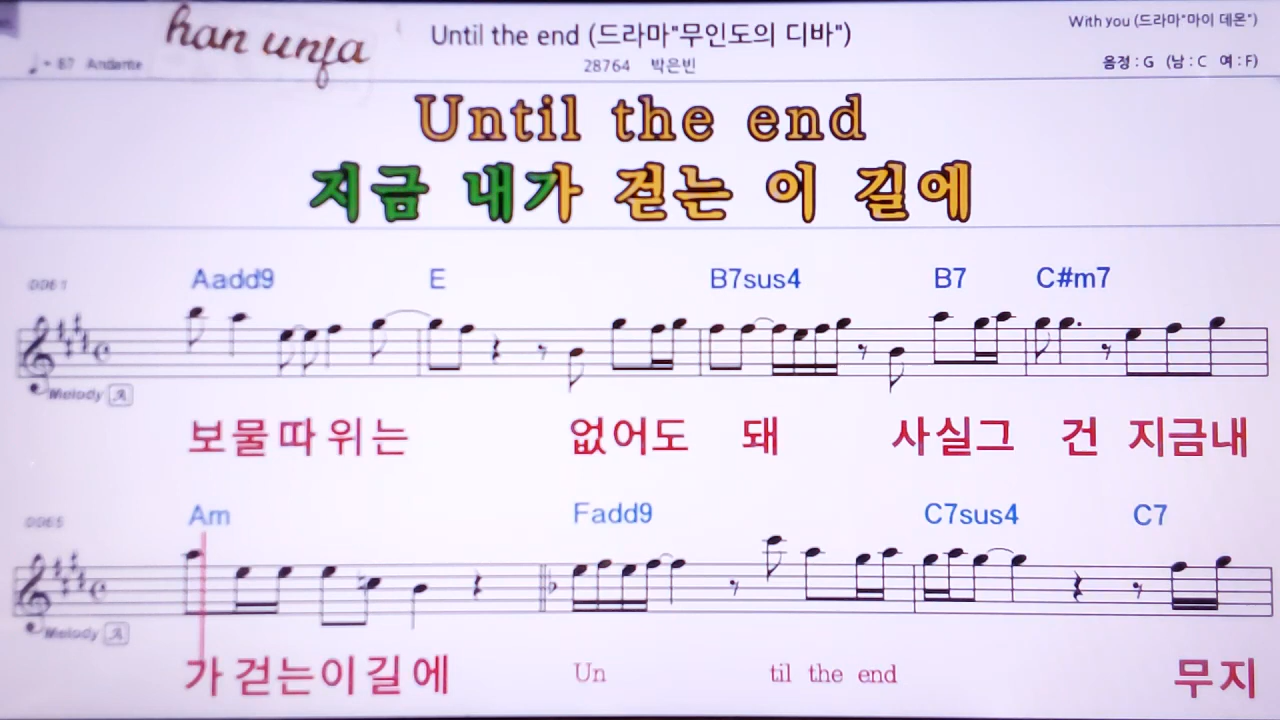 han unja
Until the end (드라마"무인도의 디바")
With you (드라마"마이 데몬")
♩= 67 Andante
28764 박은빈
음정 : G (남 : C 여 : F)
Until the end
지금 내가 걷는 이 길에
0061
Aadd9 E B7sus4 B7 C#m7
Melody A
보물따위는 없어도 돼 사실그 건 지금내
0065
Am Fadd9 C7sus4 C7
Melody A
가 걷는이길에 Un til the end 무지